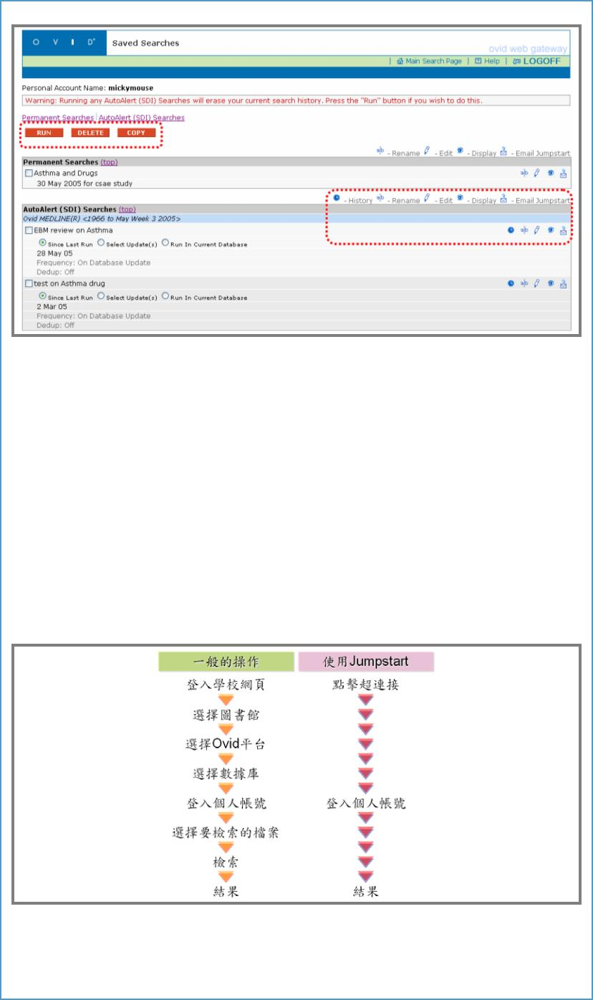 O V I D Saved Searches
ovid web gateway
| Main Search Page | Help | LOGOFF
Personal Account Name: mickymouse
Warning: Running any AutoAlert (SDI) Searches will erase your current search history. Press the "Run" button if you wish to do this.
Permanent Searches | AutoAlert (SDI) Searches
RUN DELETE COPY
- Rename - Edit - Display - Email Jumpstart
Permanent Searches (top)
Asthma and Drugs
30 May 2005 for csae study
- History - Rename - Edit - Display - Email Jumpstart
AutoAlert (SDI) Searches (top)
Ovid MEDLINE(R) <1966 to May Week 3 2005>
EBM review on Asthma
Since Last Run Select Update(s) Run In Current Database
28 May 05
Frequency: On Database Update
Dedup: Off
test on Asthma drug
Since Last Run Select Update(s) Run In Current Database
2 Mar 05
Frequency: On Database Update
Dedup: Off
一般的操作
登入學校網頁
選擇圖書館
選擇Ovid平台
選擇數據庫
登入個人帳號
選擇要檢索的檔案
檢索
結果
使用Jumpstart
點擊超連接
登入個人帳號
結果